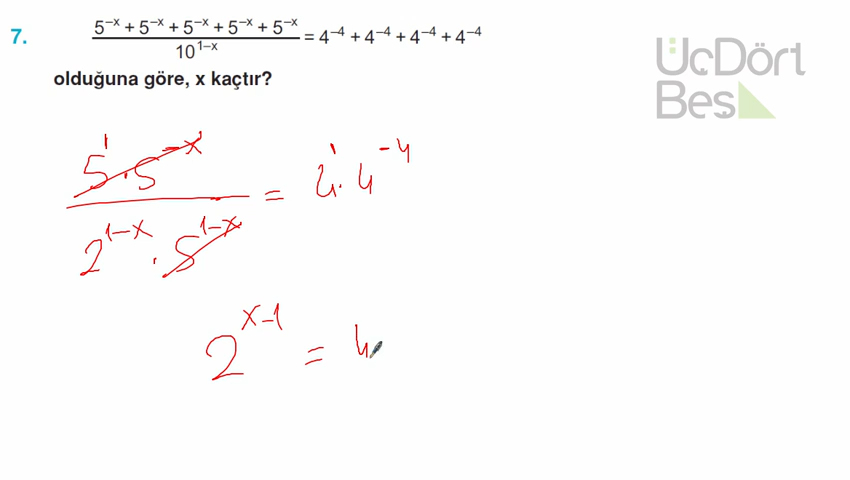 7. (5⁻ˣ + 5⁻ˣ + 5⁻ˣ + 5⁻ˣ + 5⁻ˣ) / 10¹⁻ˣ = 4⁻⁴ + 4⁻⁴ + 4⁻⁴ + 4⁻⁴
olduğuna göre, x kaçtır?
ÜçDört
Beş
(5¹ · 5⁻ˣ) / (2¹⁻ˣ · 5¹⁻ˣ) = 4¹ · 4⁻⁴
2ˣ⁻¹ = 4